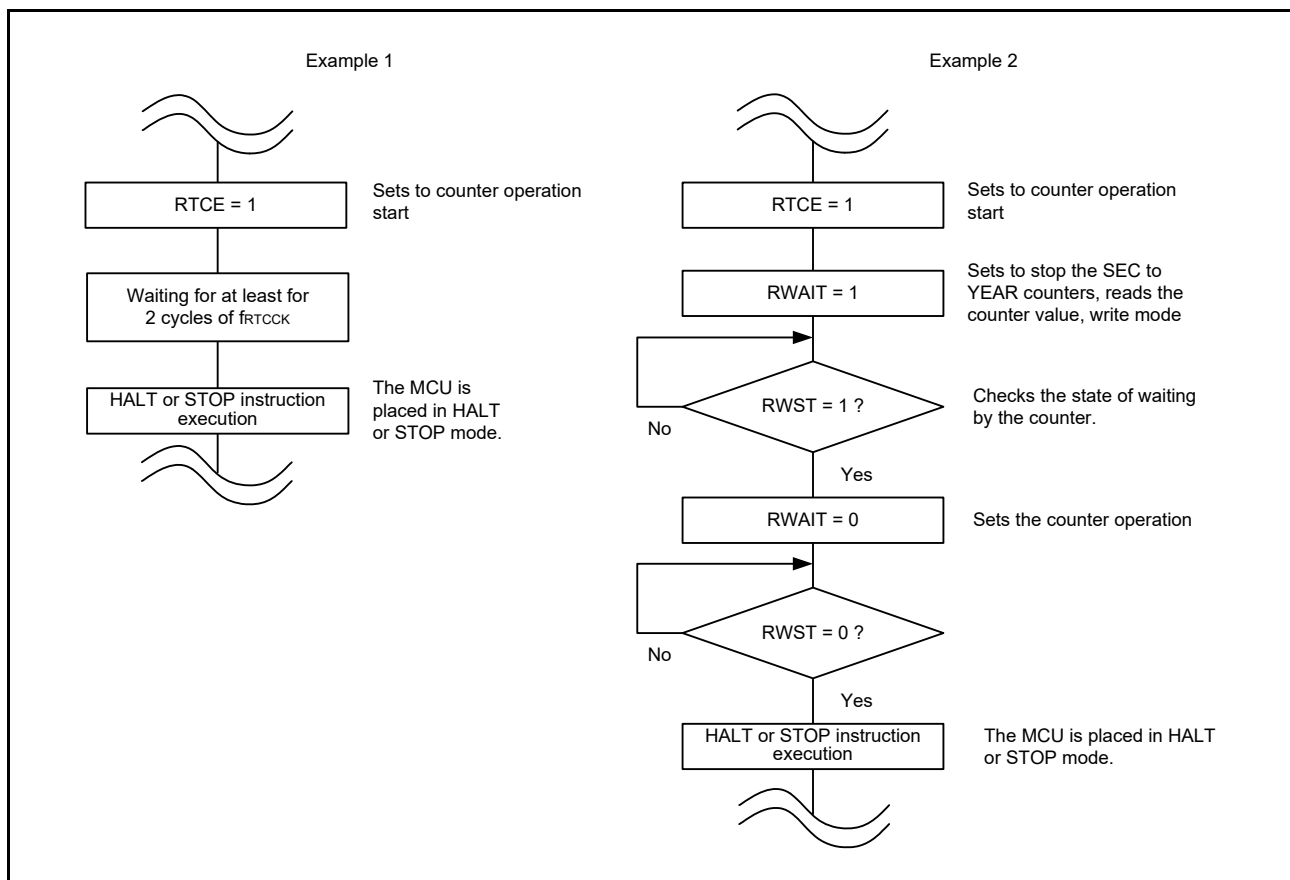 Example 1
RTCE = 1
Sets to counter operation
start
Waiting for at least for
2 cycles of fRTCCK
HALT or STOP instruction
execution
The MCU is
placed in HALT
or STOP mode.
Example 2
RTCE = 1
Sets to counter operation
start
RWAIT = 1
Sets to stop the SEC to
YEAR counters, reads the
counter value, write mode
RWST = 1 ?
Checks the state of waiting
by the counter.
No
Yes
RWAIT = 0
Sets the counter operation
RWST = 0 ?
No
Yes
HALT or STOP instruction
execution
The MCU is placed in HALT
or STOP mode.